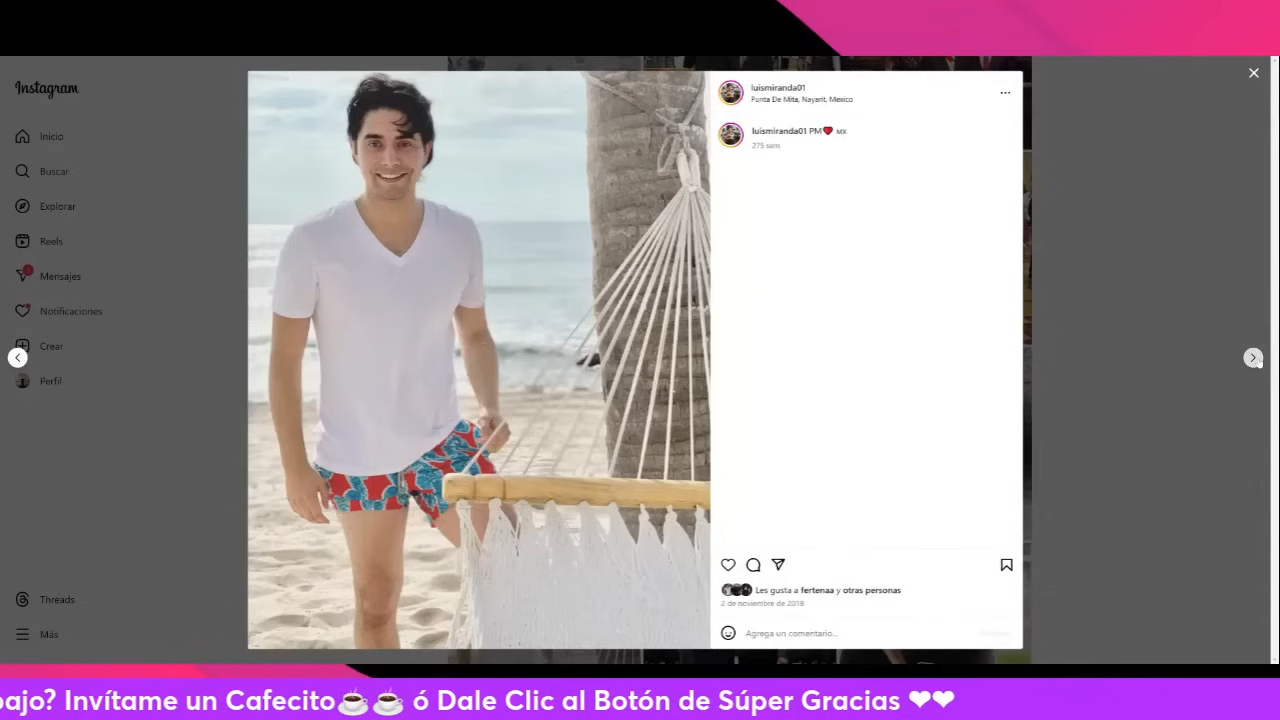 Instagram
Inicio
Buscar
Explorar
Reels
Mensajes
Notificaciones
Crear
Perfil
Threads
Más
luismiranda01
Punta De Mita, Nayarit, Mexico
luismiranda01 PM❤️ MX
275 sem
Les gusta a fertenaa y otras personas
2 de noviembre de 2018
Agrega un comentario...
bajo? Invítame un Cafecito☕☕ ó Dale Clic al Botón de Súper Gracias ❤❤